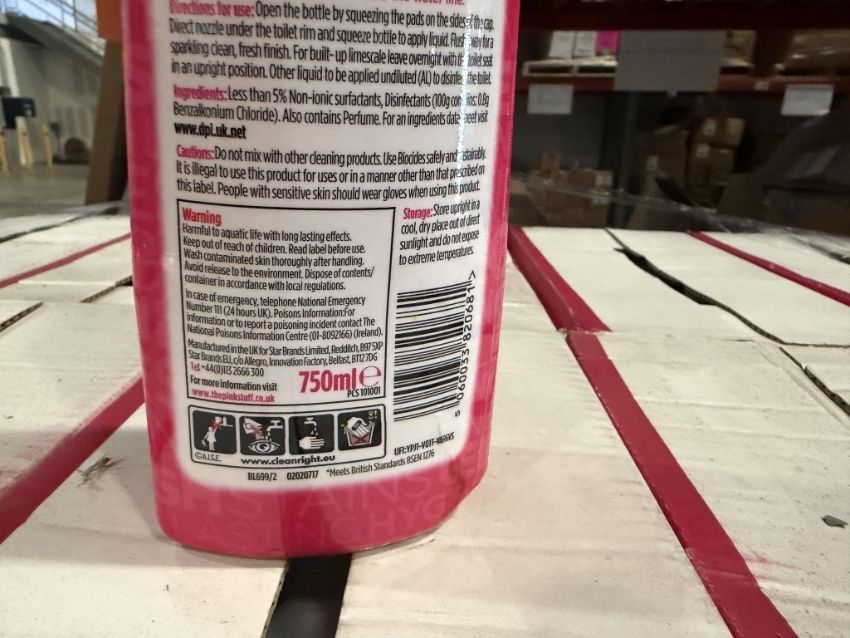 Directions for use: Open the bottle by squeezing the pads on the sides of the cap.
Direct nozzle under the toilet rim and squeeze bottle to apply liquid. Flush away for a
sparkling clean, fresh finish. For built-up limescale leave overnight with the toilet seat
in an upright position. Other liquid to be applied undiluted (AL) to disinfect the toilet.
Ingredients: Less than 5% Non-ionic surfactants, Disinfectants (100g contains: 0.8g
Benzalkonium Chloride). Also contains Perfume. For an ingredients data sheet visit
www.dpi.uk.net
Cautions: Do not mix with other cleaning products. Use Biocides safely and sustainably.
It is illegal to use this product for uses or in a manner other than that prescribed on
this label. People with sensitive skin should wear gloves when using this product.
Warning
Harmful to aquatic life with long lasting effects.
Keep out of reach of children. Read label before use.
Wash contaminated skin thoroughly after handling.
Avoid release to the environment. Dispose of contents/
container in accordance with local regulations.
In case of emergency, telephone National Emergency
Number 111 (24 hours UK). Poisons Information:For
information or to report a poisoning incident contact The
National Poisons Information Centre (01-8092166) (Ireland).
Manufactured in the UK for Star Brands Limited, Redditch, B97 5XP
Star Brands EU, c/o Allegro, Innovation Factory, Belfast, BT12 7DG
Tel: +44(0)113 2666 300
For more information visit
www.thepinkstuff.co.uk
750ml e
PCS 101001
Storage: Store upright in a
cool, dry place out of direct
sunlight and do not expose
to extreme temperatures.
5 060033 820681 >
©A.I.S.E.
www.cleanright.eu
BL699/2 02020717 *Meets British Standards BSEN 1276
STAINS
LASTING HYG